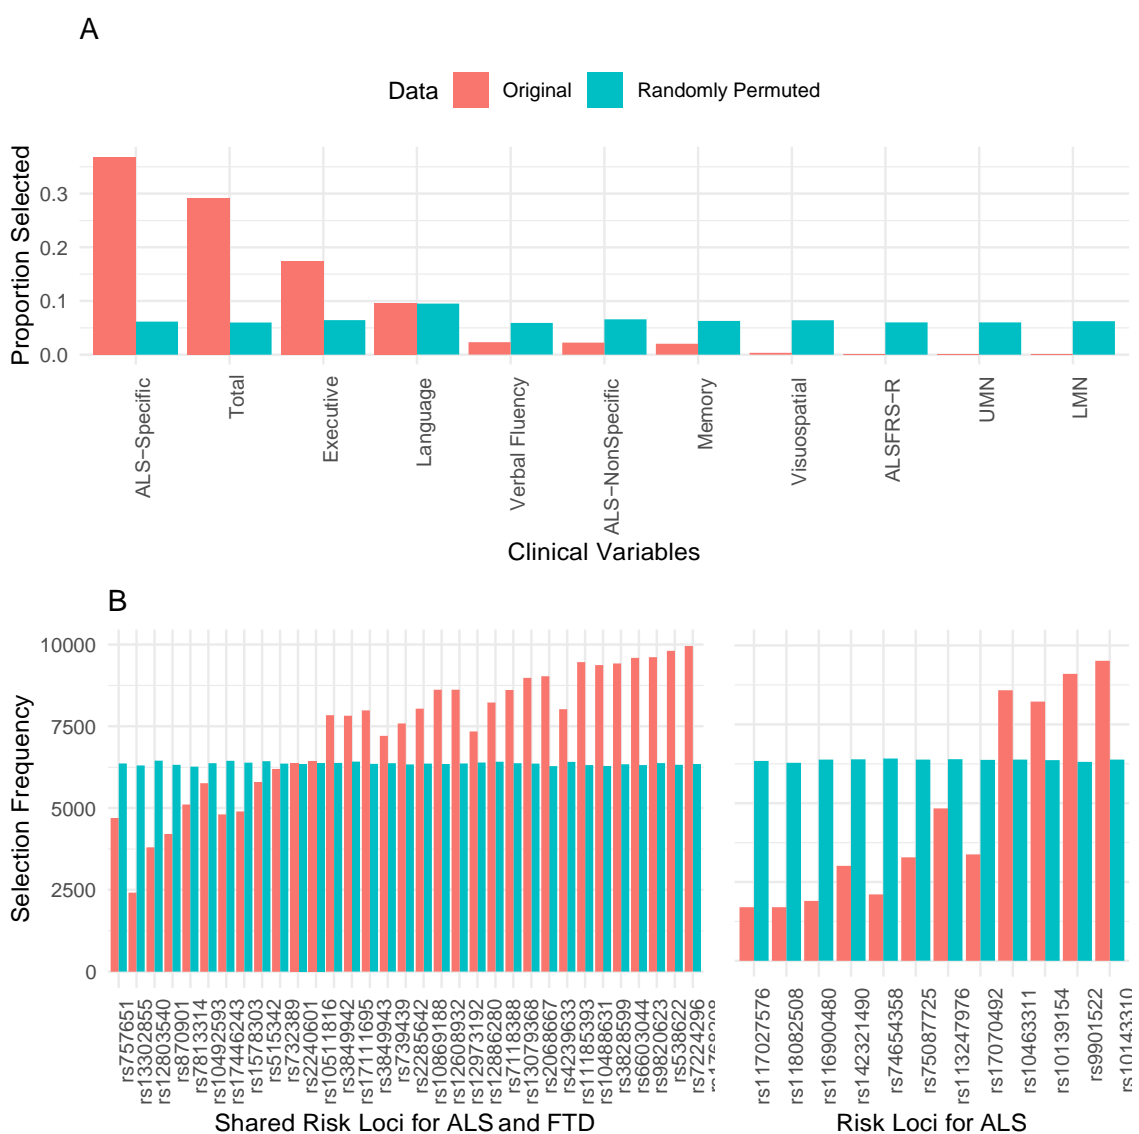 A
Data Original Randomly Permuted
Proportion Selected
0.3
0.2
0.1
0.0
ALS−Specific
Total
Executive
Language
Verbal Fluency
ALS−NonSpecific
Memory
Visuospatial
ALSFRS−R
UMN
LMN
Clinical Variables
B
Selection Frequency
10000
7500
5000
2500
0
rs757651
rs13302855
rs12803540
rs870901
rs7813314
rs10492593
rs17446243
rs1578303
rs515342
rs732389
rs2240601
rs10511816
rs3849942
rs17111695
rs3849943
rs739439
rs2285642
rs10869188
rs12608932
rs12973192
rs12886280
rs7118388
rs13079368
rs2068667
rs4239633
rs11185393
rs10488631
rs3828599
rs6603044
rs9820623
rs538622
rs7224296
Shared Risk Loci for ALS and FTD
rs117027576
rs118082508
rs116900480
rs142321490
rs74654358
rs75087725
rs113247976
rs17070492
rs10463311
rs10139154
rs9901522
rs10143310
Risk Loci for ALS